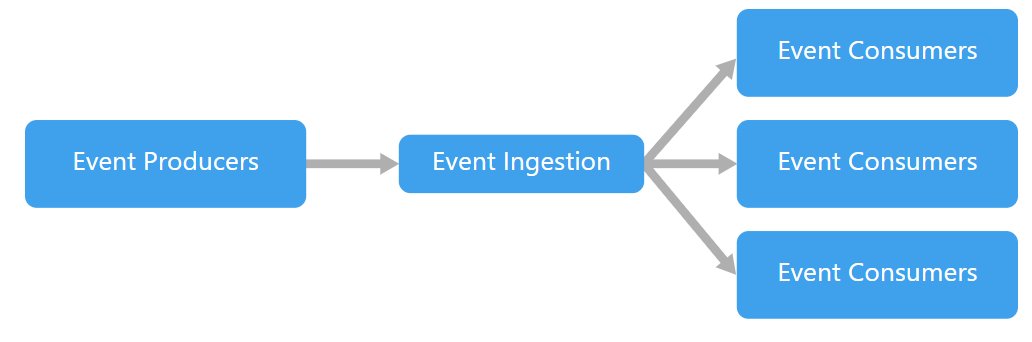 Event Producers
Event Ingestion
Event Consumers
Event Consumers
Event Consumers